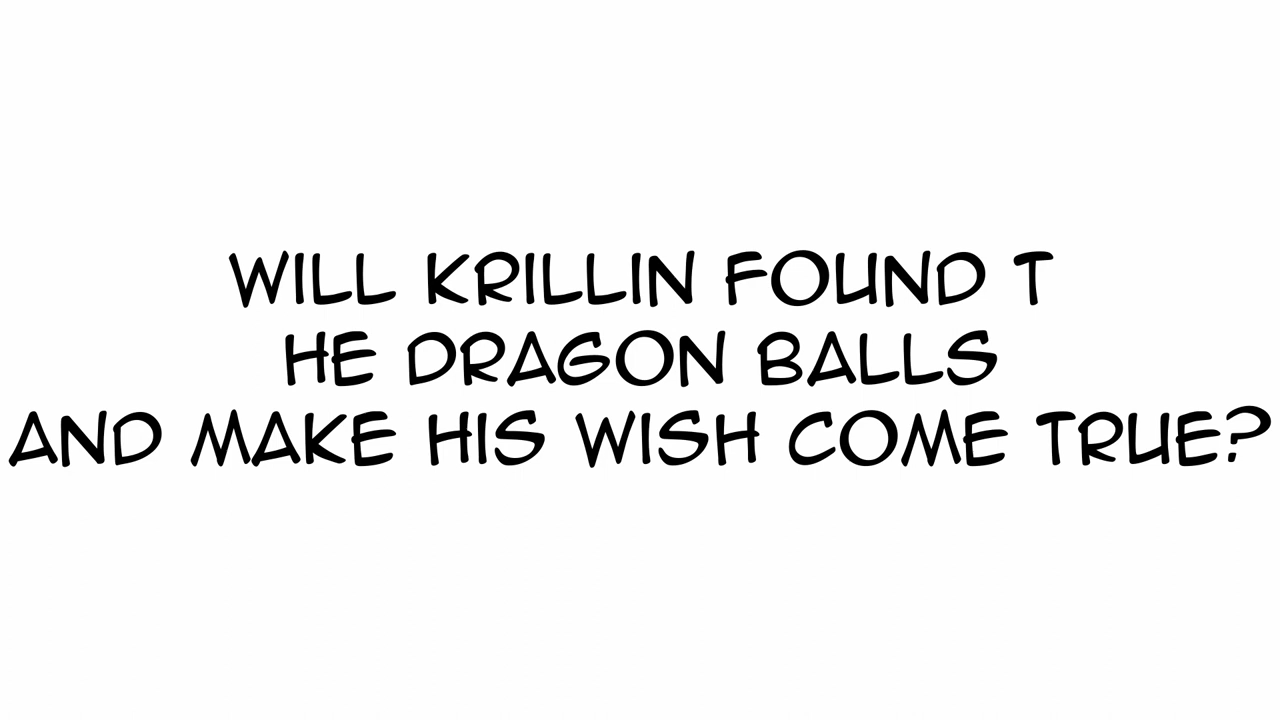 WILL KRILLIN FOUND T
HE DRAGON BALLS
AND MAKE HIS WISH COME TRUE?